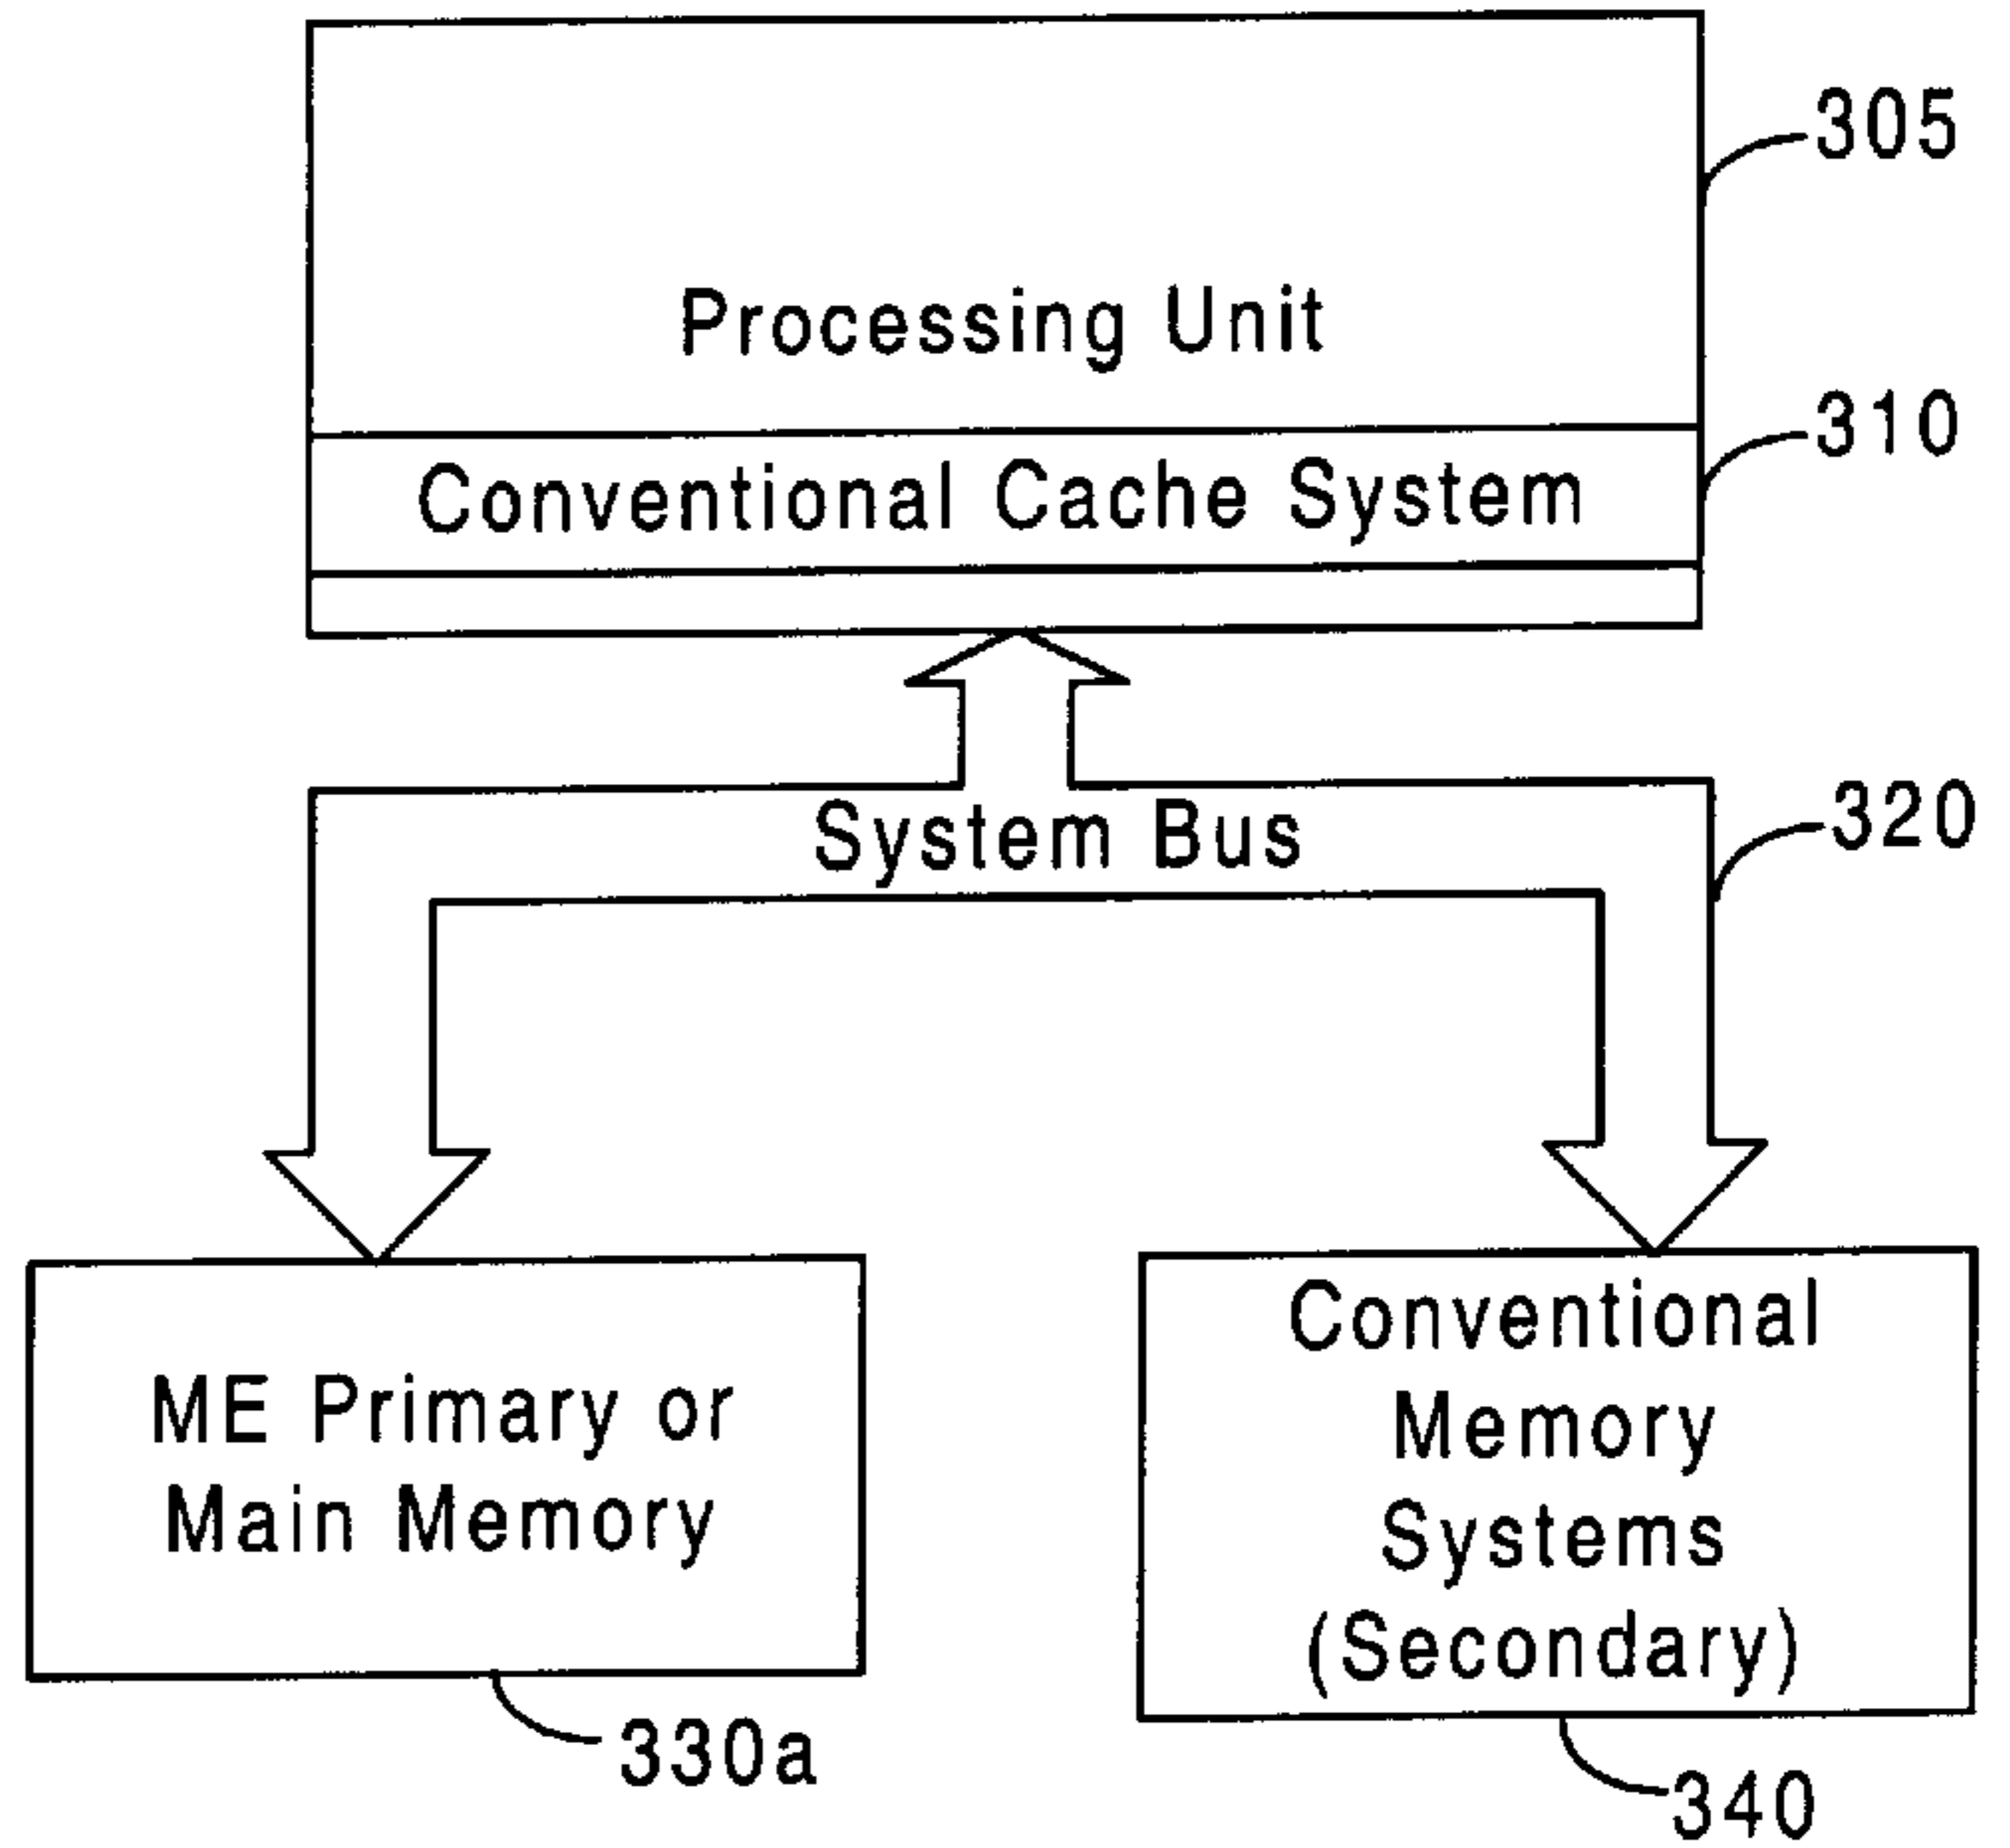 305
Processing Unit
310
Conventional Cache System
System Bus
320
ME Primary or
Main Memory
330a
Conventional
Memory
Systems
(Secondary)
340